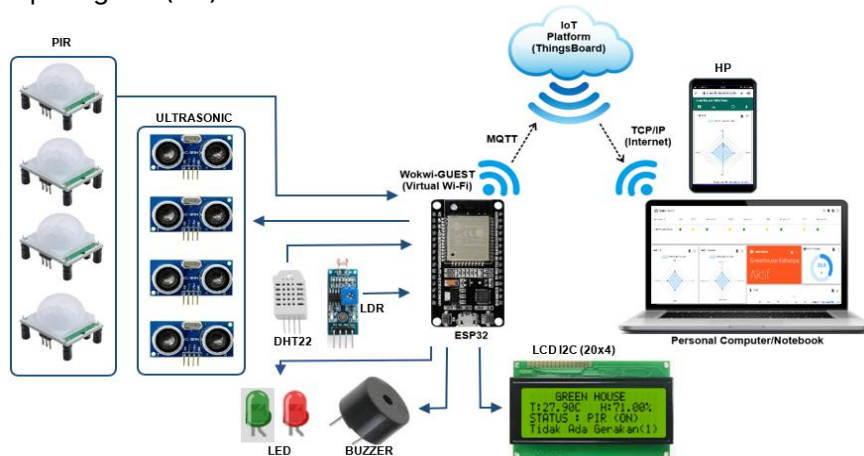 PIR
ULTRASONIC
IoT
Platform
(ThingsBoard)
HP
MQTT
TCP/IP
(Internet)
Wokwi-GUEST
(Virtual Wi-Fi)
DHT22
LDR
ESP32
Greenhouse Kahuripan
Aktif
Personal Computer/Notebook
LCD I2C (20x4)
GREEN HOUSE
T:27.90C H:71.00%
STATUS : PIR (ON)
Tidak Ada Gerakan(1)
LED
BUZZER